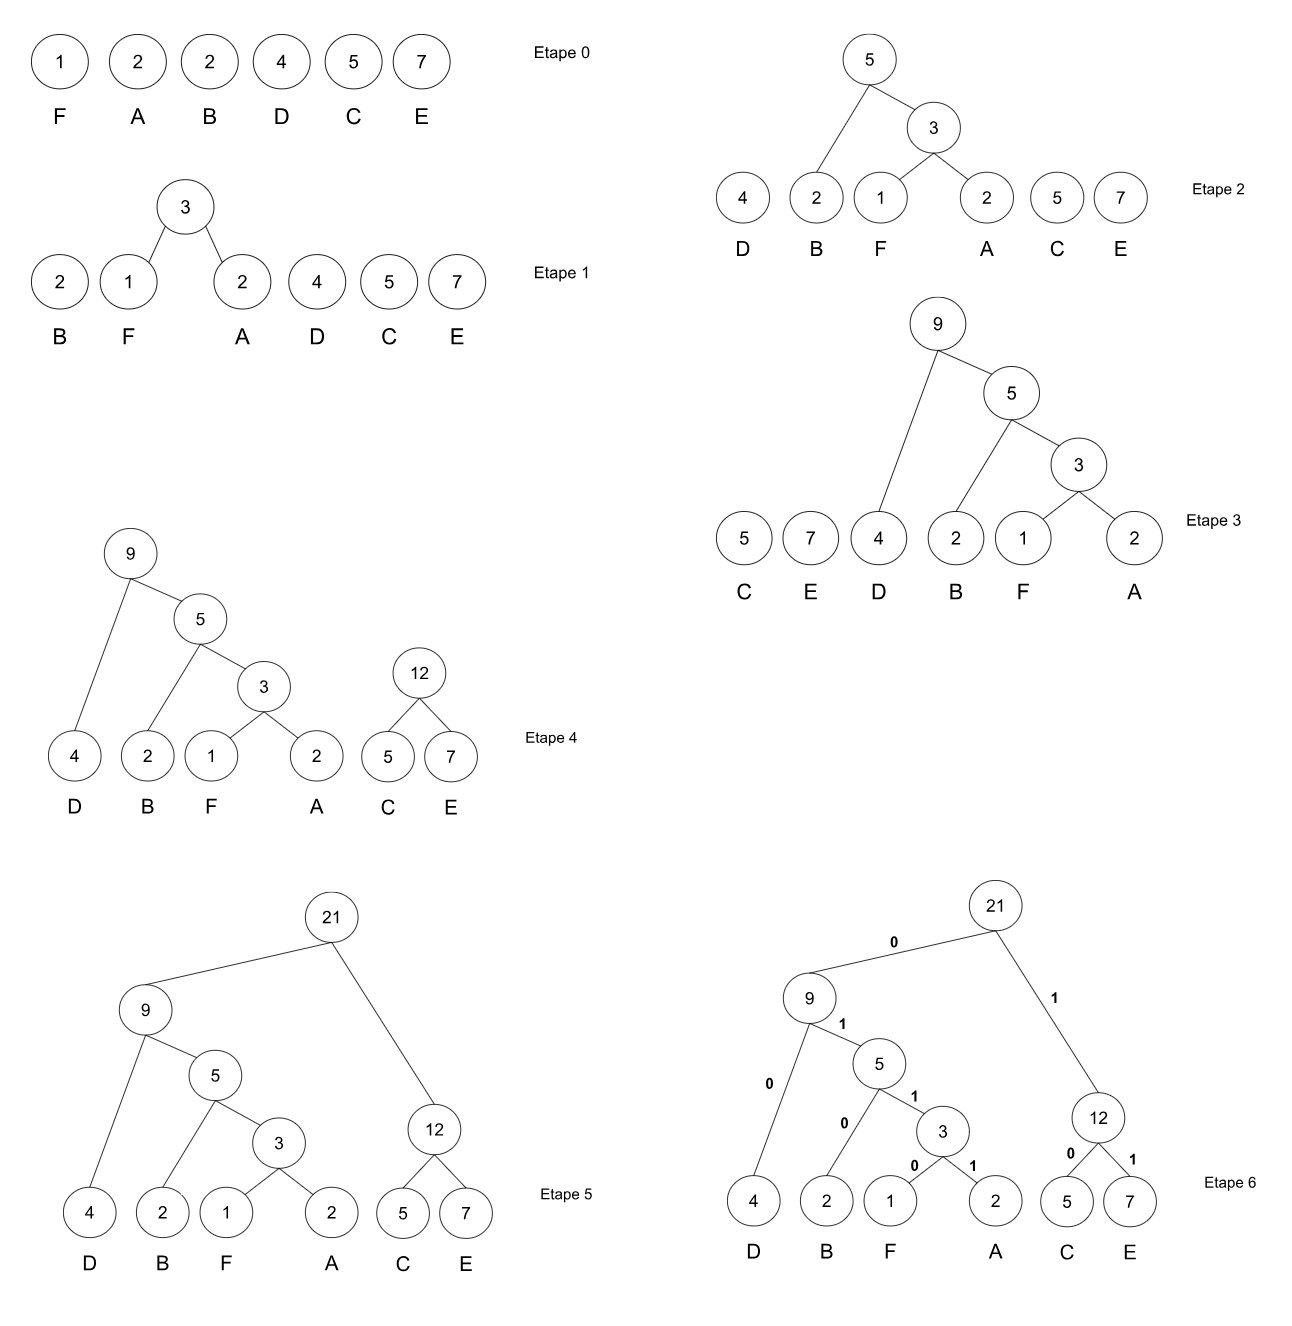 1 2 2 4 5 7 Etape 0
F A B D C E
3
2 1 2 4 5 7 Etape 1
B F A D C E
5
3
4 2 1 2 5 7 Etape 2
D B F A C E
9
5
3
5 7 4 2 1 2 Etape 3
C E D B F A
9
5
12
3
4 2 1 2 5 7 Etape 4
D B F A C E
21
9
5
12
3
4 2 1 2 5 7 Etape 5
D B F A C E
21
0
9 1
1
5
0 1
0 12
3
0 1 0 1
4 2 1 2 5 7 Etape 6
D B F A C E